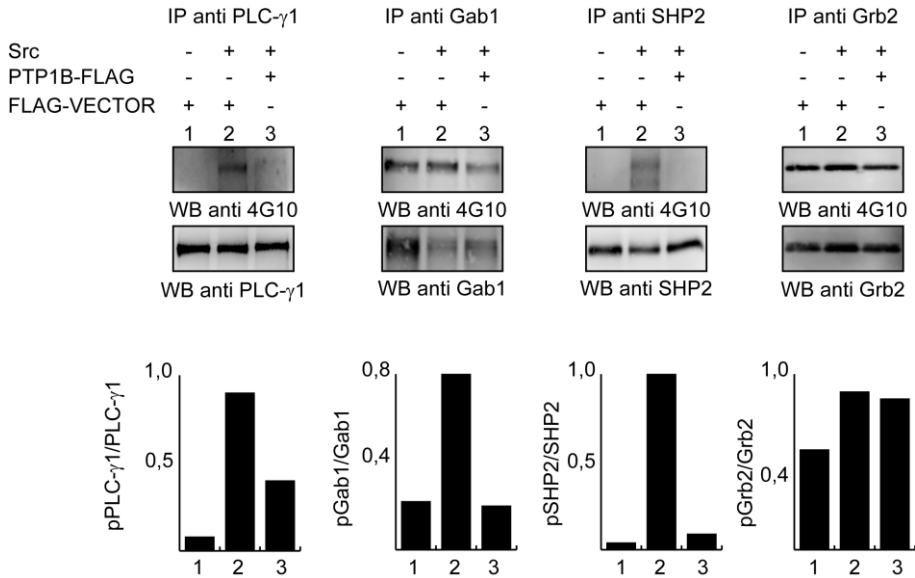 IP anti PLC-γ1 IP anti Gab1 IP anti SHP2 IP anti Grb2
Src - + + - + + - + + - + +
PTP1B-FLAG - - + - - + - - + - - +
FLAG-VECTOR + + - + + - + + - + + -
1 2 3 1 2 3 1 2 3 1 2 3
WB anti 4G10 WB anti 4G10 WB anti 4G10 WB anti 4G10
WB anti PLC-γ1 WB anti Gab1 WB anti SHP2 WB anti Grb2
pPLC-γ1/PLC-γ1
1,0
0,5
1 2 3
pGab1/Gab1
0,8
0,4
1 2 3
pSHP2/SHP2
1,0
0,5
1 2 3
pGrb2/Grb2
1,0
0,4
1 2 3